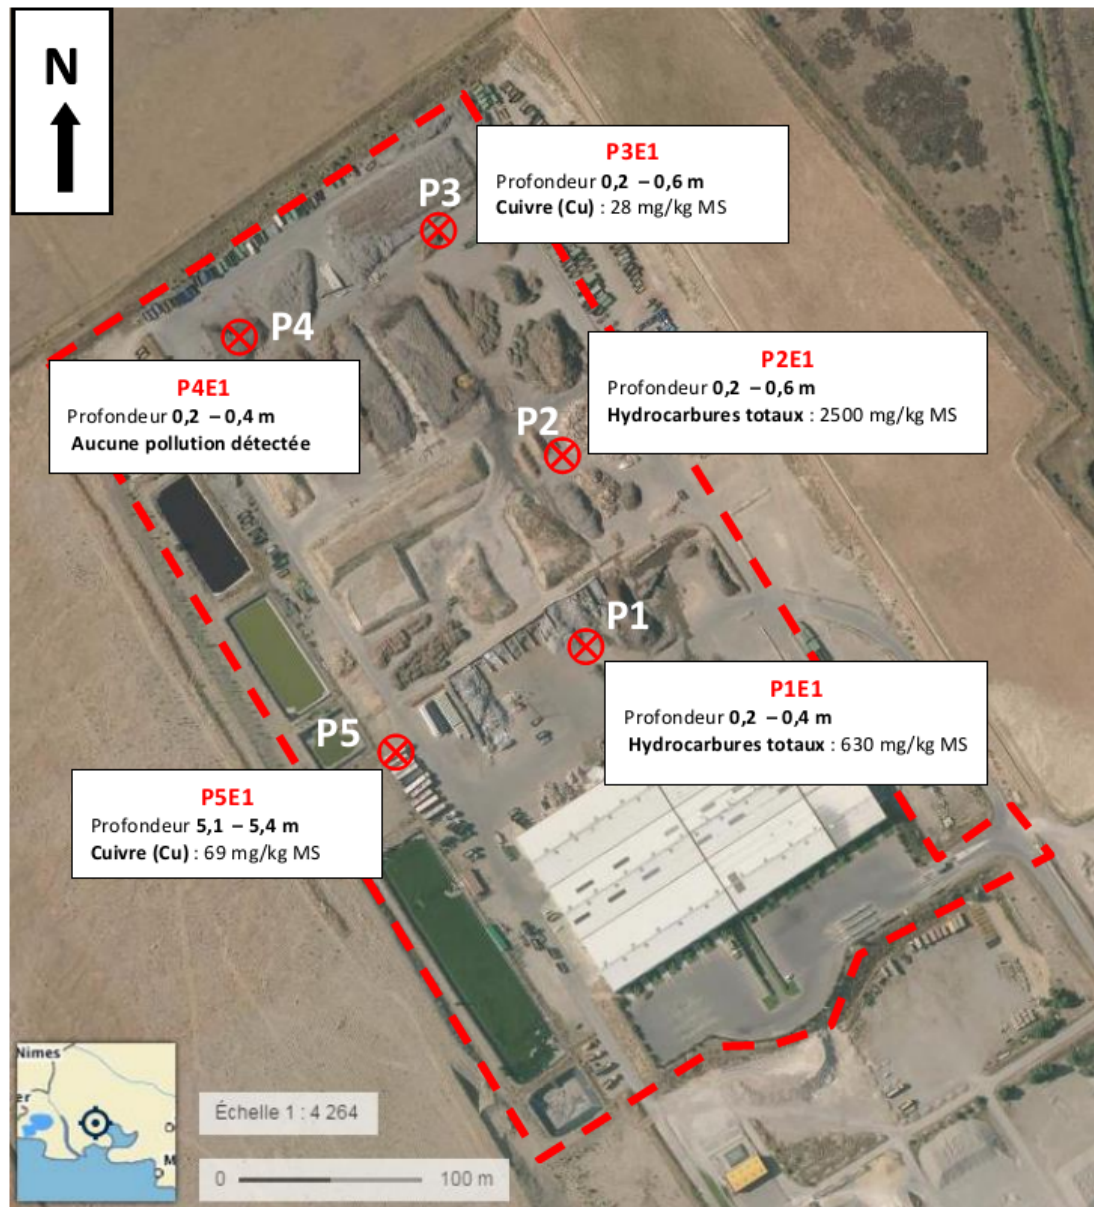 N
P3E1
Profondeur 0,2 – 0,6 m
Cuivre (Cu) : 28 mg/kg MS
P3
P4
P2E1
Profondeur 0,2 – 0,6 m
Hydrocarbures totaux : 2500 mg/kg MS
P4E1
Profondeur 0,2 – 0,4 m
Aucune pollution détectée
P2
P1
P1E1
Profondeur 0,2 – 0,4 m
Hydrocarbures totaux : 630 mg/kg MS
P5
P5E1
Profondeur 5,1 – 5,4 m
Cuivre (Cu) : 69 mg/kg MS
Nimes
er
M
Échelle 1 : 4 264
0 100 m